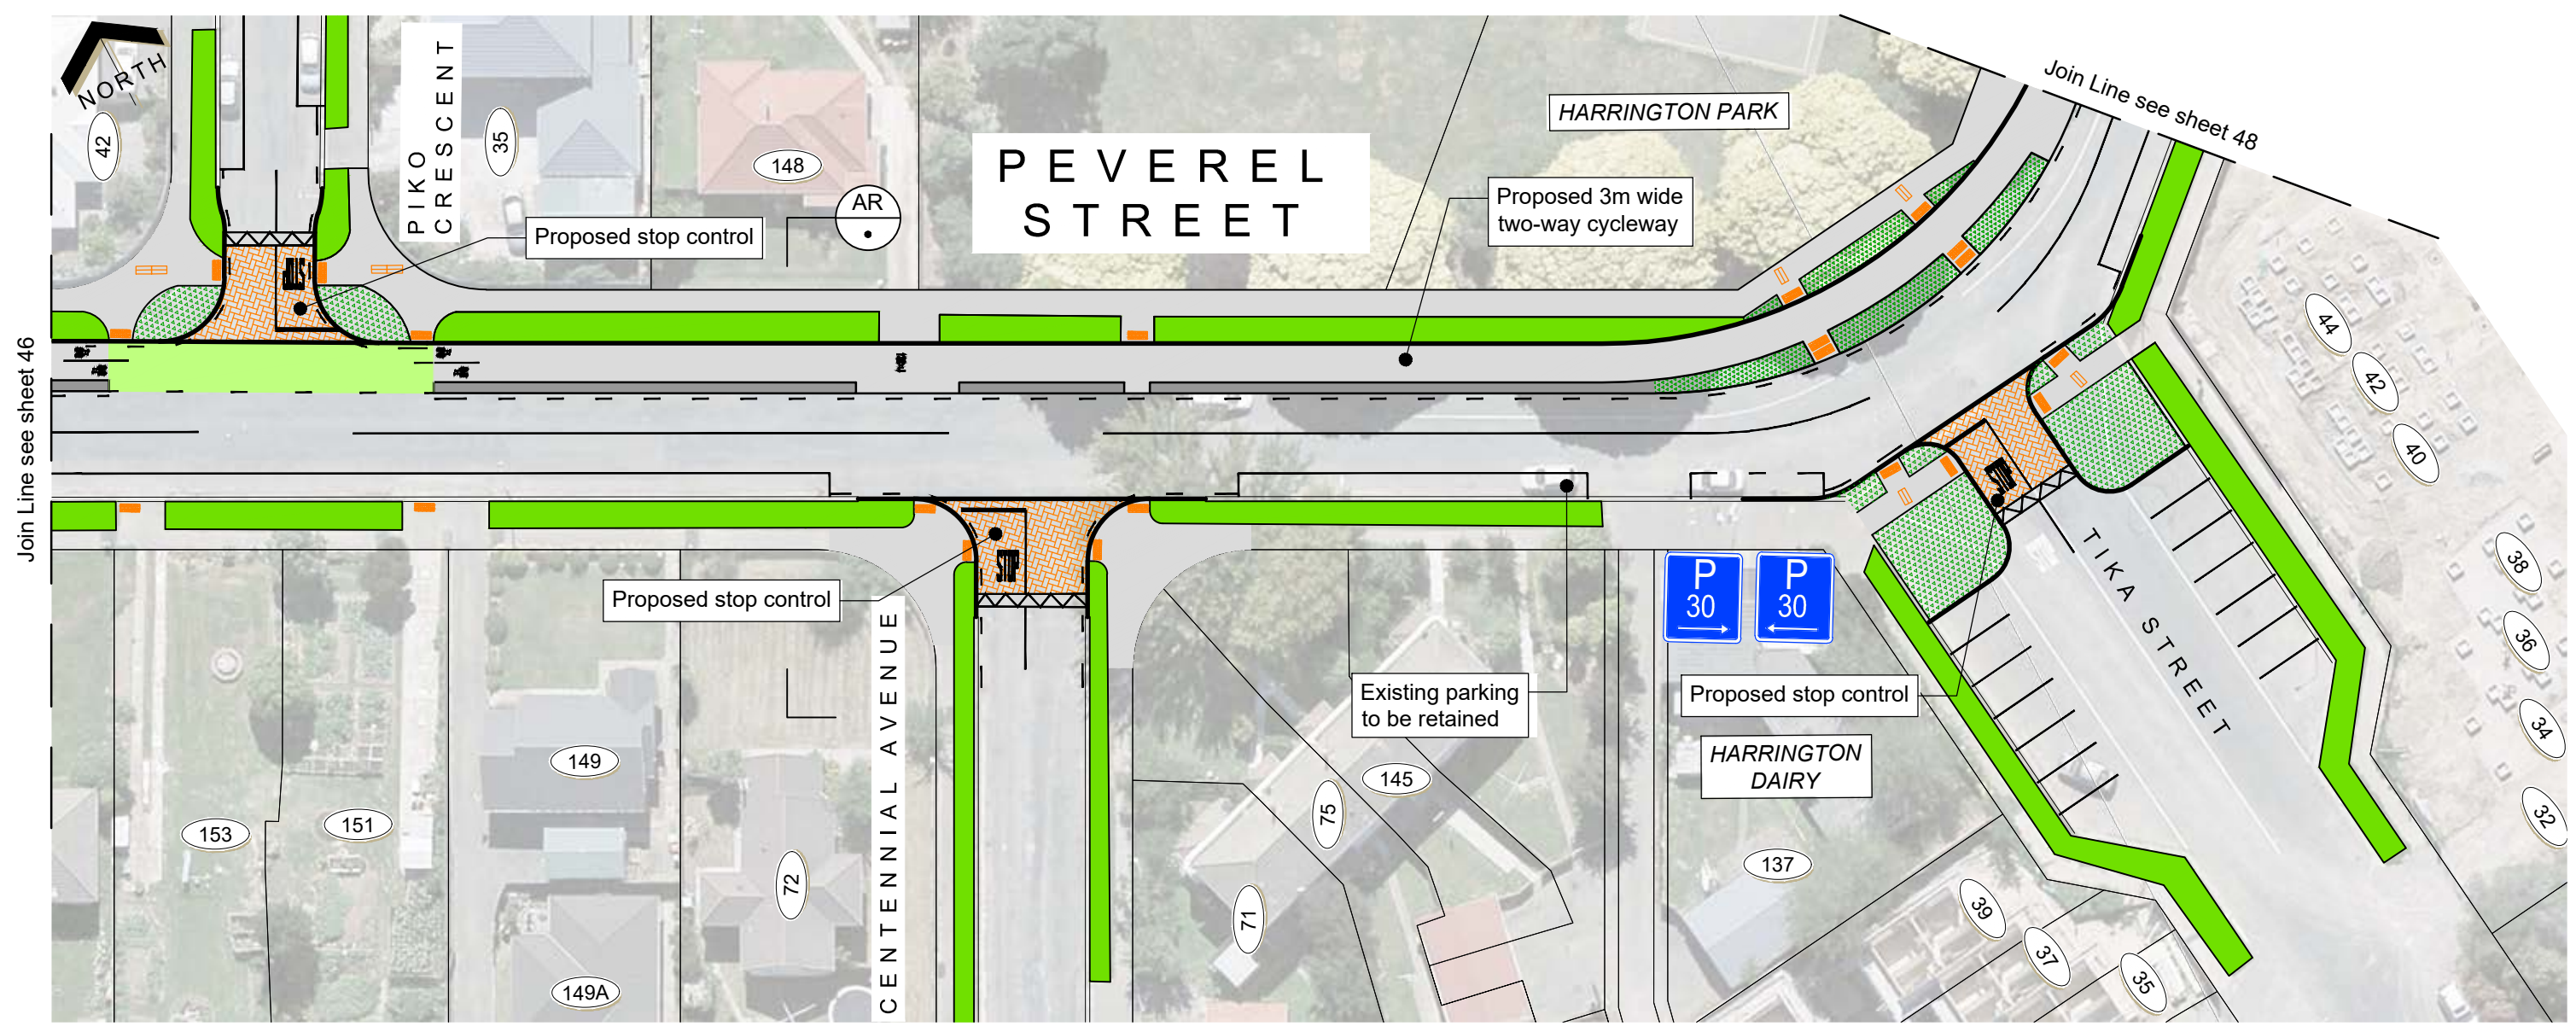 NORTH
42
PIKO
CRESCENT
35
148
AR
PEVEREL
STREET
HARRINGTON PARK
Join Line see sheet 48
Proposed stop control
Proposed 3m wide
two-way cycleway
STOP
Join Line see sheet 46
44
42
40
38
36
34
32
STOP
TIKA STREET
STOP
Proposed stop control
CENTENNIAL AVENUE
P
30
P
30
Existing parking
to be retained
Proposed stop control
HARRINGTON
DAIRY
153
151
149
149A
72
71
75
145
137
39
37
35